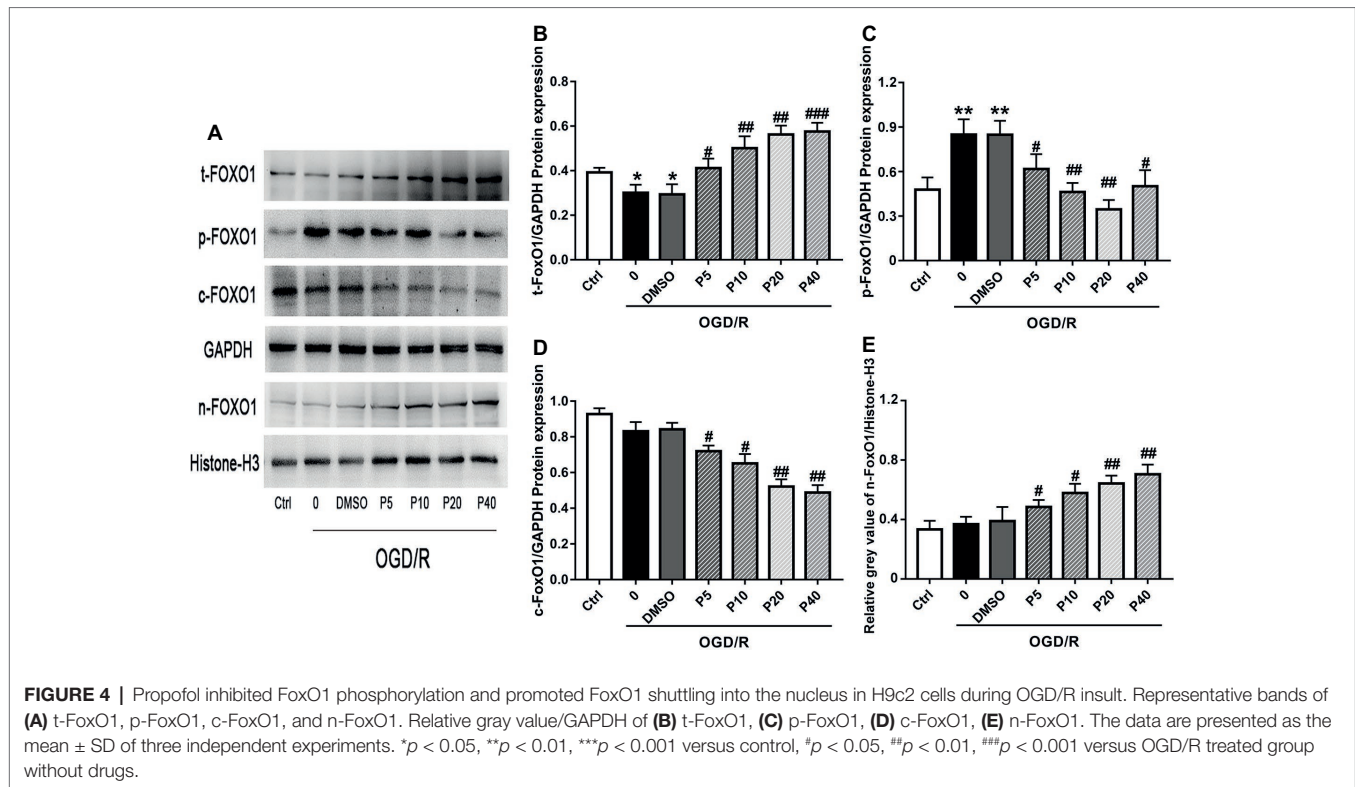 A
t-FOXO1
p-FOXO1
c-FOXO1
GAPDH
n-FOXO1
Histone-H3
Ctrl 0 DMSO P5 P10 P20 P40
OGD/R
B
t-FoxO1/GAPDH Protein expression
0.8
0.6
0.4
0.2
0.0
* * # ## ## ###
Ctrl 0 DMSO P5 P10 P20 P40
OGD/R
C
p-FoxO1/GAPDH Protein expression
1.2
0.9
0.6
0.3
0.0
** ** # ## ## #
Ctrl 0 DMSO P5 P10 P20 P40
OGD/R
D
c-FoxO1/GAPDH Protein expression
1.0
0.8
0.6
0.4
0.2
0.0
# # ## ##
Ctrl 0 DMSO P5 P10 P20 P40
OGD/R
E
Relative grey value of n-FoxO1/Histone-H3
1.2
0.8
0.4
0
# # ## ##
Ctrl 0 DMSO P5 P10 P20 P40
OGD/R
FIGURE 4 | Propofol inhibited FoxO1 phosphorylation and promoted FoxO1 shuttling into the nucleus in H9c2 cells during OGD/R insult. Representative bands of
(A) t-FoxO1, p-FoxO1, c-FoxO1, and n-FoxO1. Relative gray value/GAPDH of (B) t-FoxO1, (C) p-FoxO1, (D) c-FoxO1, (E) n-FoxO1. The data are presented as the
mean ± SD of three independent experiments. *p < 0.05, **p < 0.01, ***p < 0.001 versus control, #p < 0.05, ##p < 0.01, ###p < 0.001 versus OGD/R treated group
without drugs.